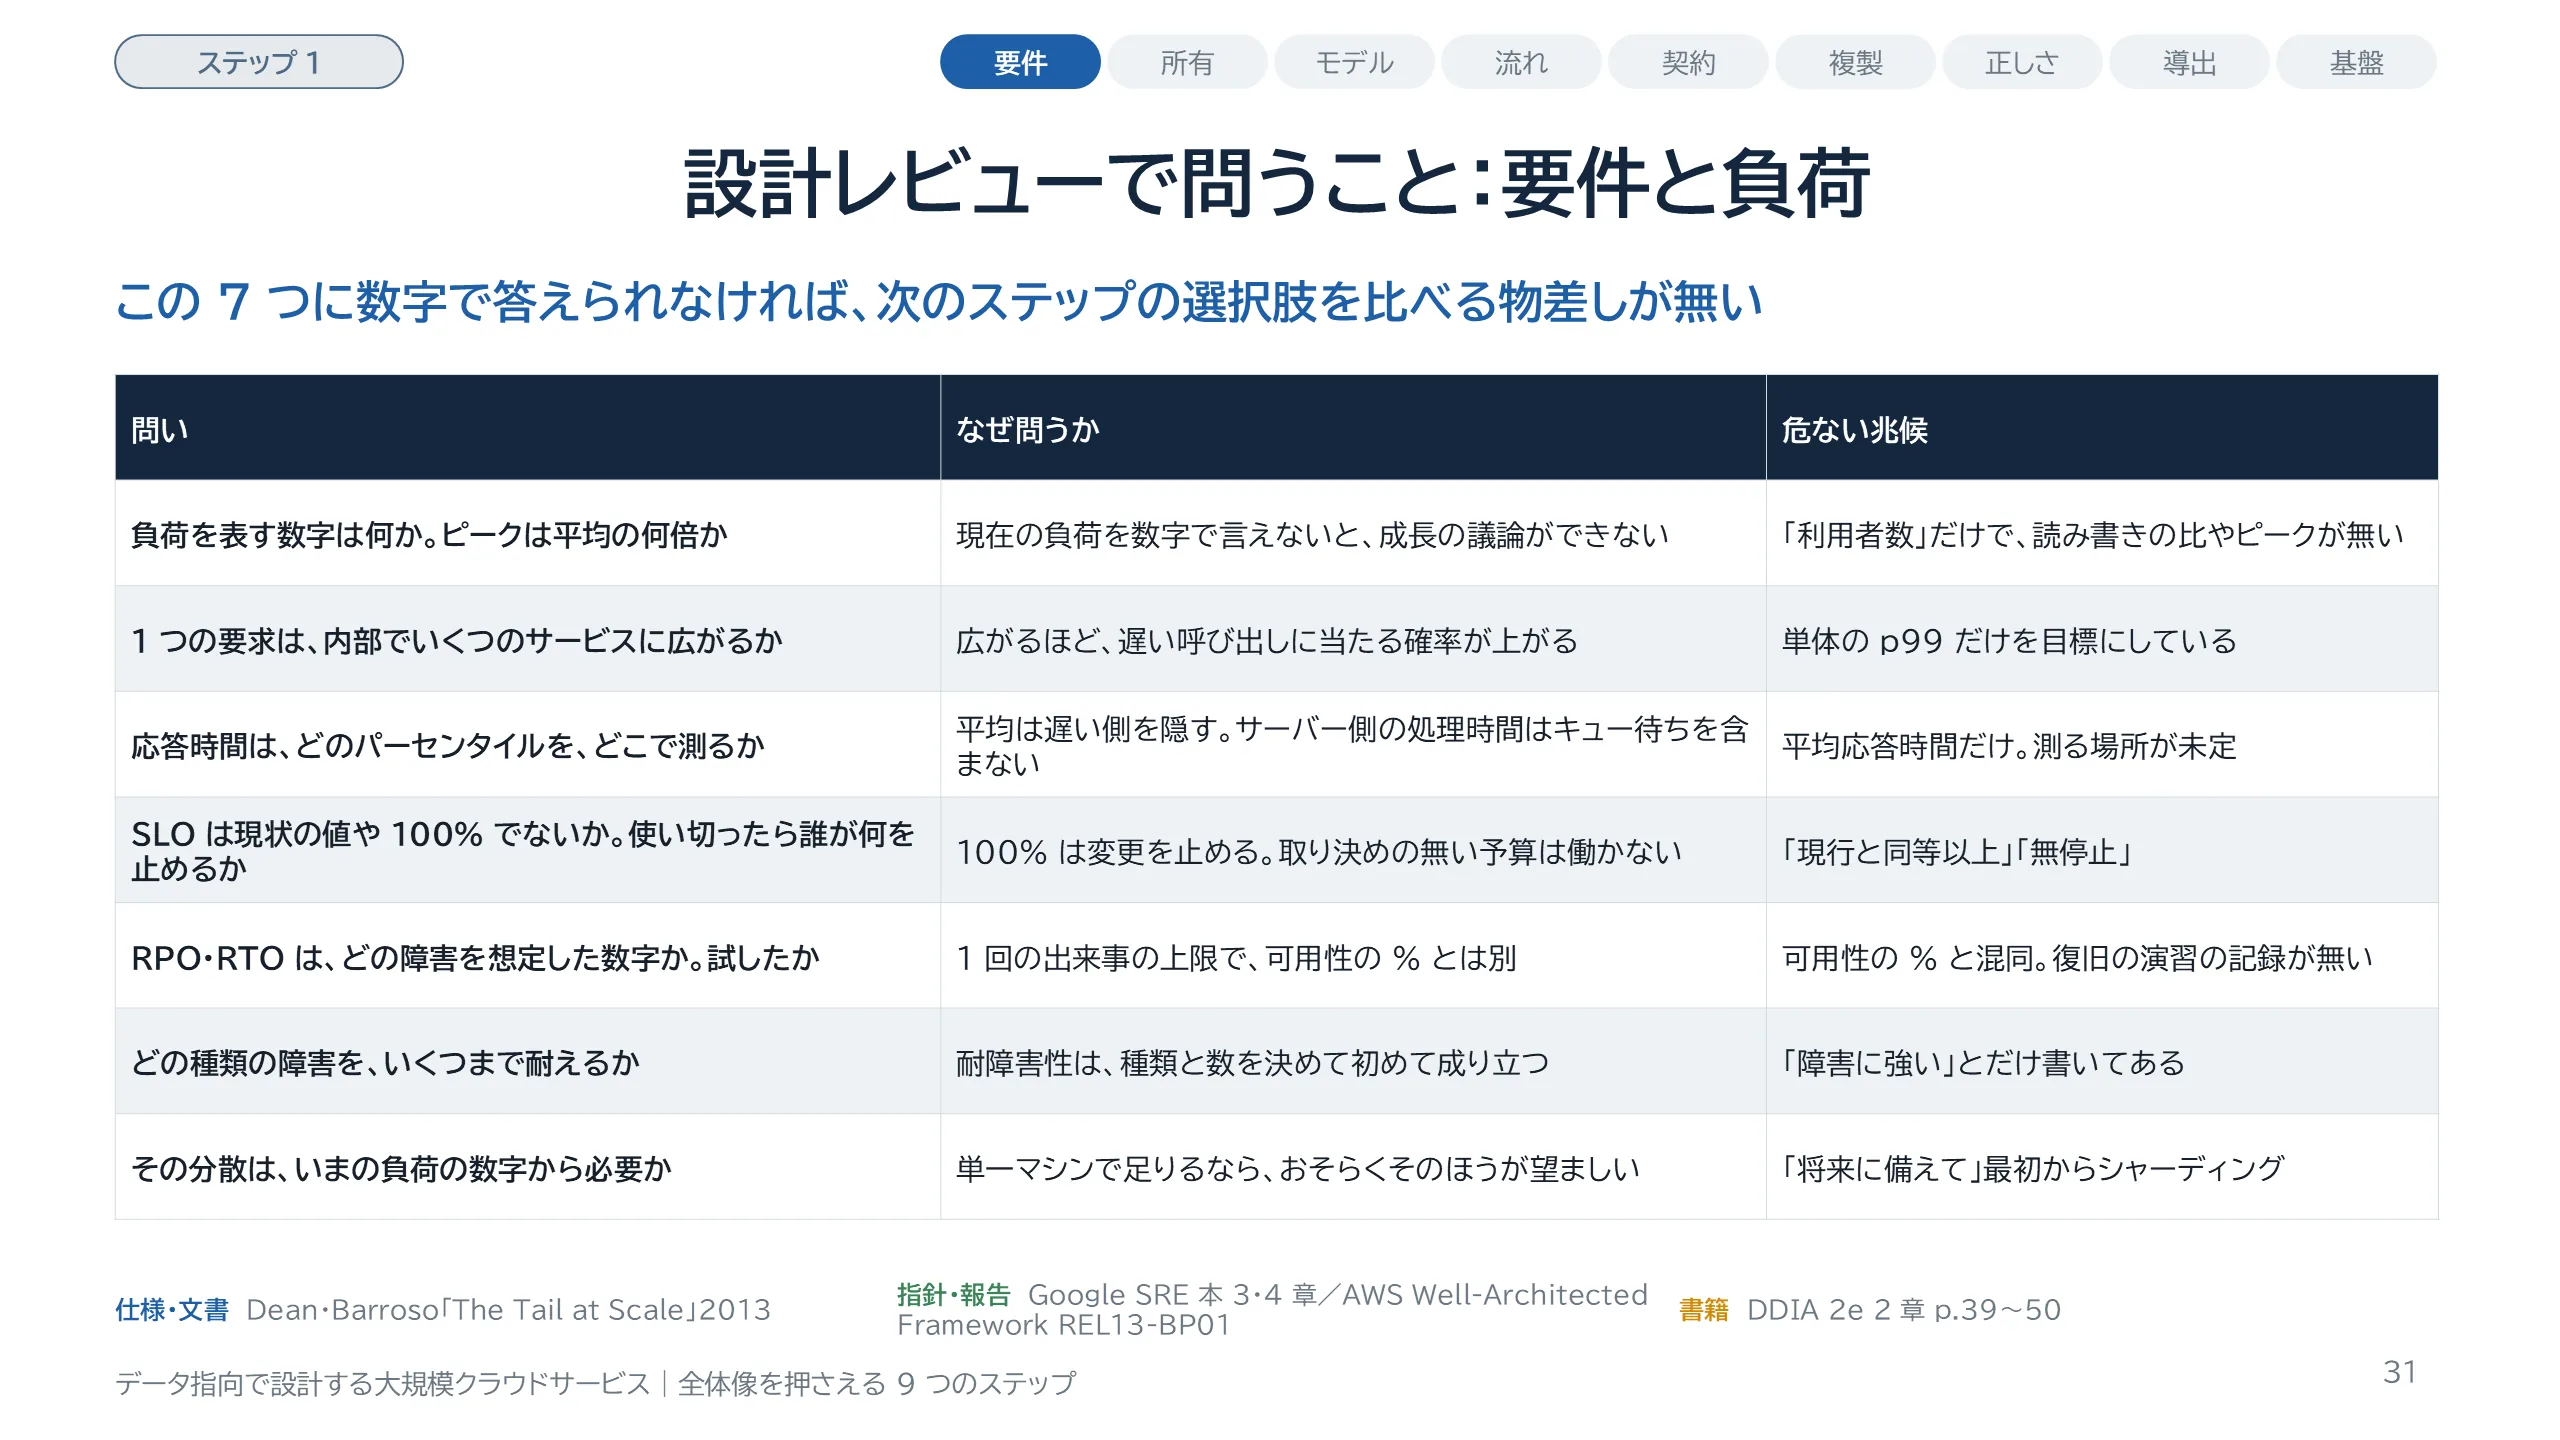 ステップ 1
要件
所有
モデル
流れ
契約
複製
正しさ
導出
基盤
設計レビューで問うこと：要件と負荷
この 7 つに数字で答えられなければ、次のステップの選択肢を比べる物差しが無い
問い
なぜ問うか
危ない兆候
負荷を表す数字は何か。ピークは平均の何倍か
現在の負荷を数字で言えないと、成長の議論ができない
「利用者数」だけで、読み書きの比やピークが無い
1 つの要求は、内部でいくつのサービスに広がるか
広がるほど、遅い呼び出しに当たる確率が上がる
単体の p99 だけを目標にしている
応答時間は、どのパーセンタイルを、どこで測るか
平均は遅い側を隠す。サーバー側の処理時間はキュー待ちを含
まない
平均応答時間だけ。測る場所が未定
SLO は現状の値や 100% でないか。使い切ったら誰が何を
止めるか
100% は変更を止める。取り決めの無い予算は働かない
「現行と同等以上」「無停止」
RPO・RTO は、どの障害を想定した数字か。試したか
1 回の出来事の上限で、可用性の % とは別
可用性の % と混同。復旧の演習の記録が無い
どの種類の障害を、いくつまで耐えるか
耐障害性は、種類と数を決めて初めて成り立つ
「障害に強い」とだけ書いてある
その分散は、いまの負荷の数字から必要か
単一マシンで足りるなら、おそらくそのほうが望ましい
「将来に備えて」最初からシャーディング
仕様・文書 Dean・Barroso「The Tail at Scale」2013
指針・報告 Google SRE 本 3・4 章／AWS Well-Architected
Framework REL13-BP01
書籍 DDIA 2e 2 章 p.39～50
データ指向で設計する大規模クラウドサービス｜全体像を押さえる 9 つのステップ
31